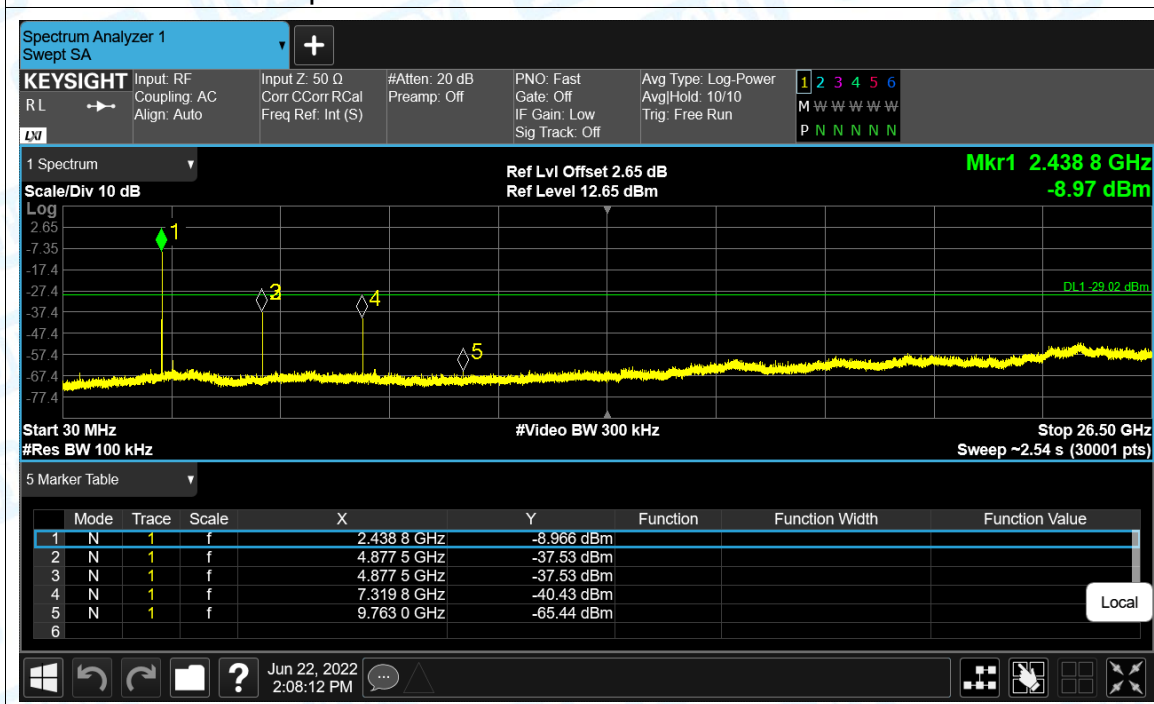 Spectrum Analyzer 1
Swept SA
+
KEYSIGHT Input: RF Input Z: 50 Ω #Atten: 20 dB PNO: Fast Avg Type: Log-Power 1 2 3 4 5 6
RL Coupling: AC Corr CCorr RCal Preamp: Off Gate: Off Avg|Hold: 10/10 M W W W W W
Align: Auto Freq Ref: Int (S) IF Gain: Low Trig: Free Run
LXI Sig Track: Off P N N N N N
1 Spectrum Ref Lvl Offset 2.65 dB Mkr1 2.438 8 GHz
Scale/Div 10 dB Ref Level 12.65 dBm -8.97 dBm
Log
2.65 1
-7.35
-17.4
-27.4 2 3 4 DL1 -29.02 dBm
-37.4
-47.4
-57.4 5
-67.4
-77.4
Start 30 MHz #Video BW 300 kHz Stop 26.50 GHz
#Res BW 100 kHz Sweep ~2.54 s (30001 pts)
5 Marker Table
Mode Trace Scale X Y Function Function Width Function Value
1 N 1 f 2.438 8 GHz -8.966 dBm
2 N 1 f 4.877 5 GHz -37.53 dBm
3 N 1 f 4.877 5 GHz -37.53 dBm
4 N 1 f 7.319 8 GHz -40.43 dBm
5 N 1 f 9.763 0 GHz -65.44 dBm
6
Local
? Jun 22, 2022
2:08:12 PM